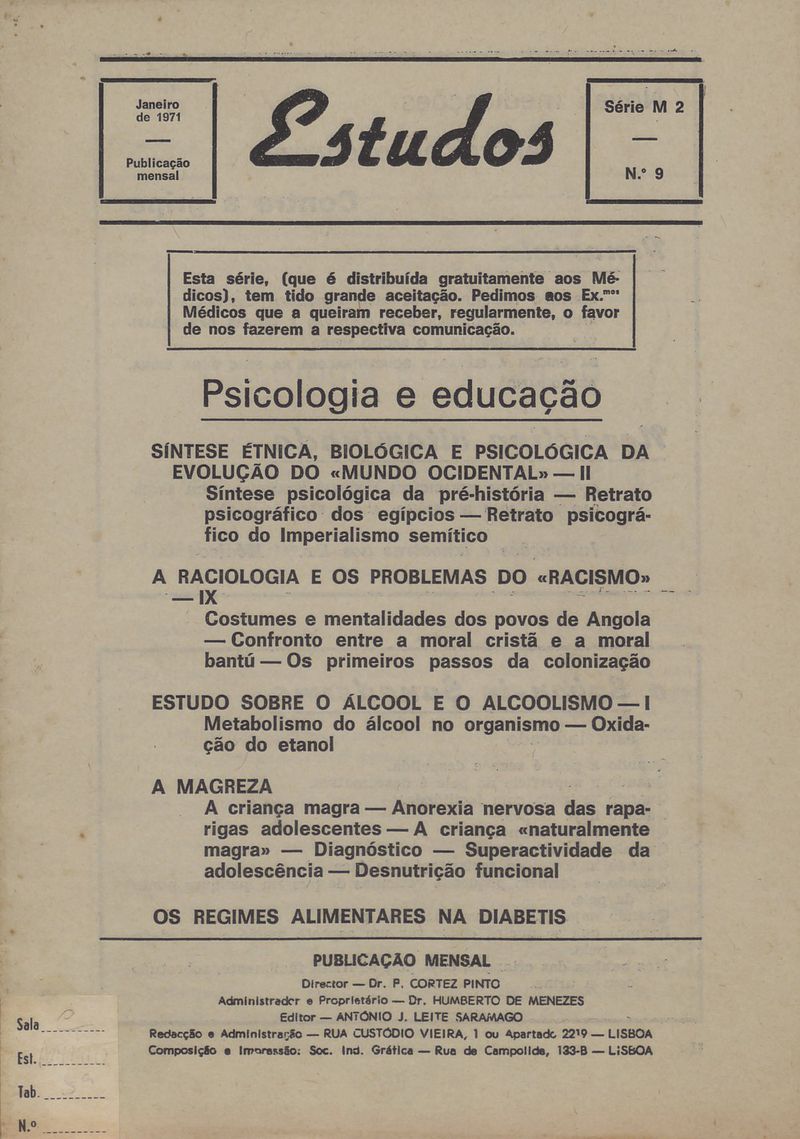 Janeiro
de 1971
—
Publicação
mensal
Estudos
Série M 2
—
N.º 9
Esta série, (que é distribuída gratuitamente aos Mé-
dicos), tem tido grande aceitação. Pedimos aos Ex.mos
Médicos que a queiram receber, regularmente, o favor
de nos fazerem a respectiva comunicação.
Psicologia e educação
SÍNTESE ÉTNICA, BIOLÓGICA E PSICOLÓGICA DA
EVOLUÇÃO DO «MUNDO OCIDENTAL» — II
Síntese psicológica da pré-história — Retrato
psicográfico dos egípcios — Retrato psicográ-
fico do Imperialismo semítico
A RACIOLOGIA E OS PROBLEMAS DO «RACISMO»
— IX
Costumes e mentalidades dos povos de Angola
— Confronto entre a moral cristã e a moral
bantú — Os primeiros passos da colonização
ESTUDO SOBRE O ÁLCOOL E O ALCOOLISMO — I
Metabolismo do álcool no organismo — Oxida-
ção do etanol
A MAGREZA
A criança magra — Anorexia nervosa das rapa-
rigas adolescentes — A criança «naturalmente
magra» — Diagnóstico — Superactividade da
adolescência — Desnutrição funcional
OS REGIMES ALIMENTARES NA DIABETIS
PUBLICAÇÃO MENSAL
Director — Dr. P. CORTEZ PINTO
Administrador e Proprietário — Dr. HUMBERTO DE MENEZES
Editor — ANTÓNIO J. LEITE SARAMAGO
Redacção e Administração — RUA CUSTÓDIO VIEIRA, 1 ou Apartado 2219 — LISBOA
Composição e Impressão: Soc. Ind. Gráfica — Rua de Campolide, 133-B — LISBOA
Sala
Est.
Tab.
N.º